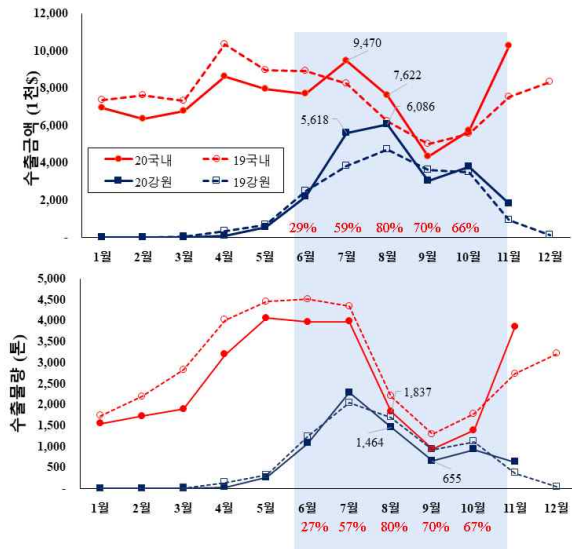 수출금액 (1천$)
12,000
10,000
8,000
6,000
4,000
2,000
-
9,470
7,622
6,086
5,618
20국내
19국내
20강원
19강원
29% 59% 80% 70% 66%
1월 2월 3월 4월 5월 6월 7월 8월 9월 10월 11월 12월
수출물량 (톤)
5,000
4,500
4,000
3,500
3,000
2,500
2,000
1,500
1,000
500
-
1,837
1,464
655
1월 2월 3월 4월 5월 6월 7월 8월 9월 10월 11월 12월
27% 57% 80% 70% 67%